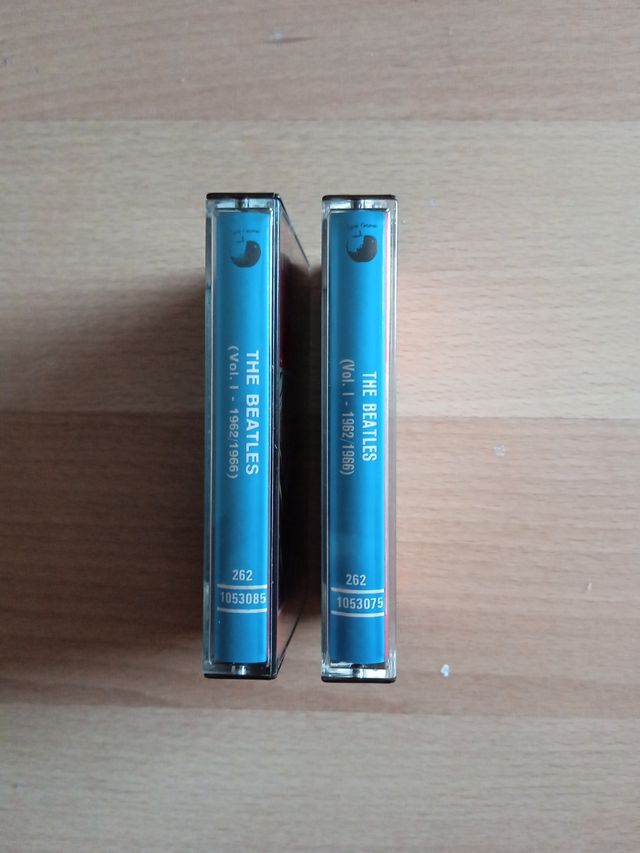 THE BEATLES
(Vol. I - 1962/1966)
262
1053085
THE BEATLES
(Vol. I - 1962/1966)
262
1053075